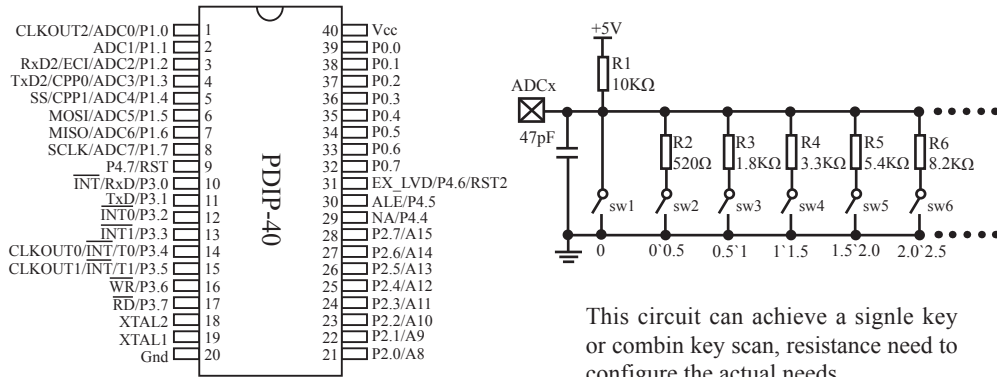 CLKOUT2/ADC0/P1.0 1
ADC1/P1.1 2
RxD2/ECI/ADC2/P1.2 3
TxD2/CPP0/ADC3/P1.3 4
SS/CPP1/ADC4/P1.4 5
MOSI/ADC5/P1.5 6
MISO/ADC6/P1.6 7
SCLK/ADC7/P1.7 8
P4.7/RST 9
INT/RxD/P3.0 10
TxD/P3.1 11
INT0/P3.2 12
INT1/P3.3 13
CLKOUT0/INT/T0/P3.4 14
CLKOUT1/INT/T1/P3.5 15
WR/P3.6 16
RD/P3.7 17
XTAL2 18
XTAL1 19
Gnd 20
PDIP-40
40 Vcc
39 P0.0
38 P0.1
37 P0.2
36 P0.3
35 P0.4
34 P0.5
33 P0.6
32 P0.7
31 EX_LVD/P4.6/RST2
30 ALE/P4.5
29 NA/P4.4
28 P2.7/A15
27 P2.6/A14
26 P2.5/A13
25 P2.4/A12
24 P2.3/A11
23 P2.2/A10
22 P2.1/A9
21 P2.0/A8
+5V
R1
10KΩ
ADCx
47pF
R2 R3 R4 R5 R6
520Ω 1.8KΩ 3.3KΩ 5.4KΩ 8.2KΩ
sw1 sw2 sw3 sw4 sw5 sw6
0 0`0.5 0.5`1 1`1.5 1.5`2.0 2.0`2.5
This circuit can achieve a signle key
or combin key scan, resistance need to
configure the actual needs